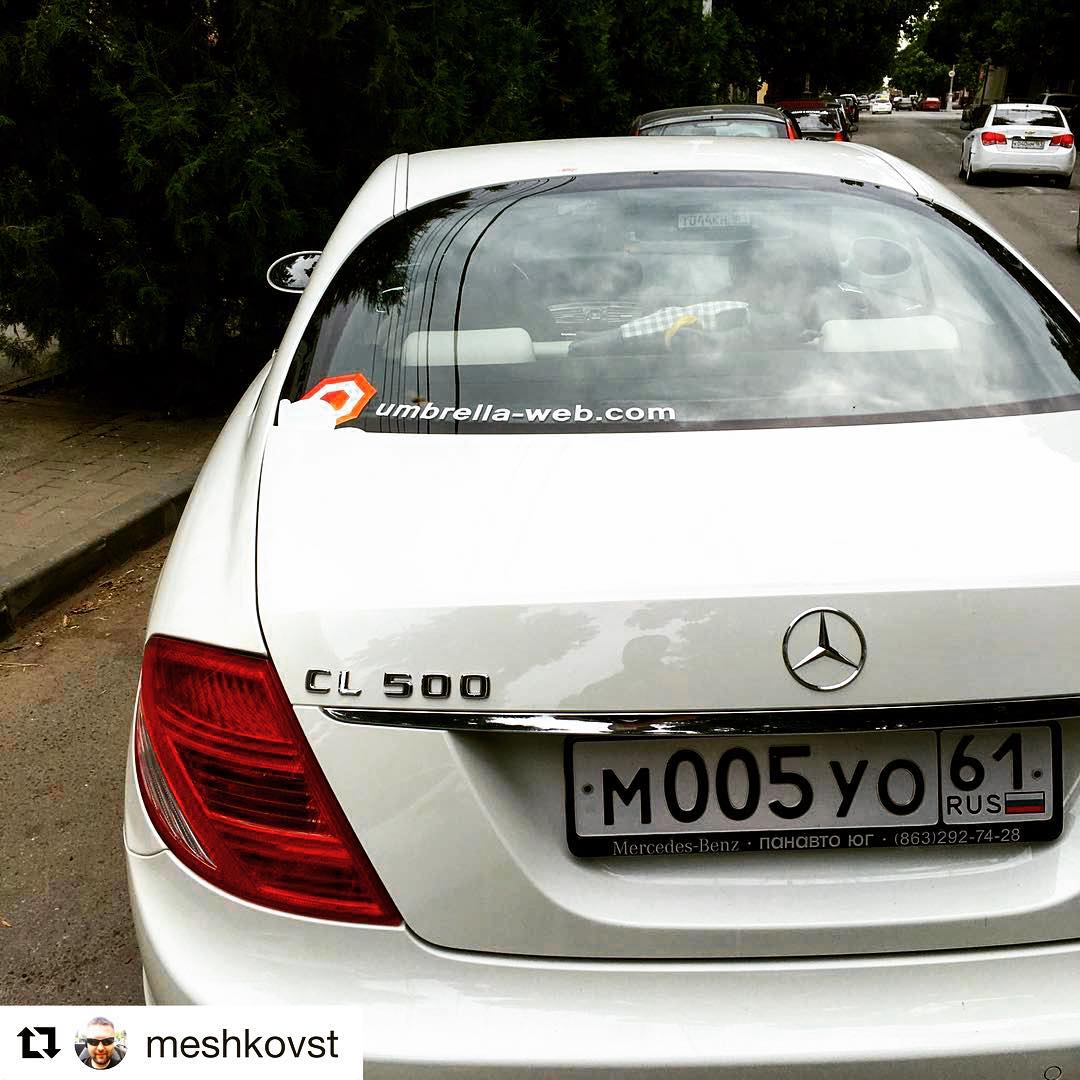 umbrella-web.com
CL 500
М005УО 61
RUS
Mercedes-Benz · ПАНАВТО ЮГ · (863)292-74-28
meshkovst